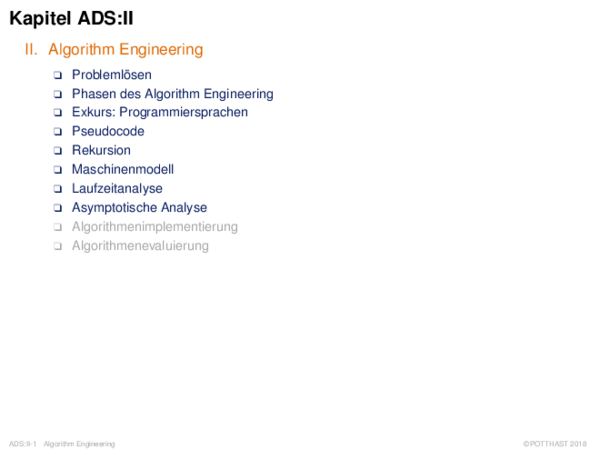 Kapitel ADS:II
II. Algorithm Engineering
❑ Problemlösen
❑ Phasen des Algorithm Engineering
❑ Exkurs: Programmiersprachen
❑ Pseudocode
❑ Rekursion
❑ Maschinenmodell
❑ Laufzeitanalyse
❑ Asymptotische Analyse
❑ Algorithmenimplementierung
❑ Algorithmenevaluierung
ADS:II-1 Algorithm Engineering ©POTTHAST 2018